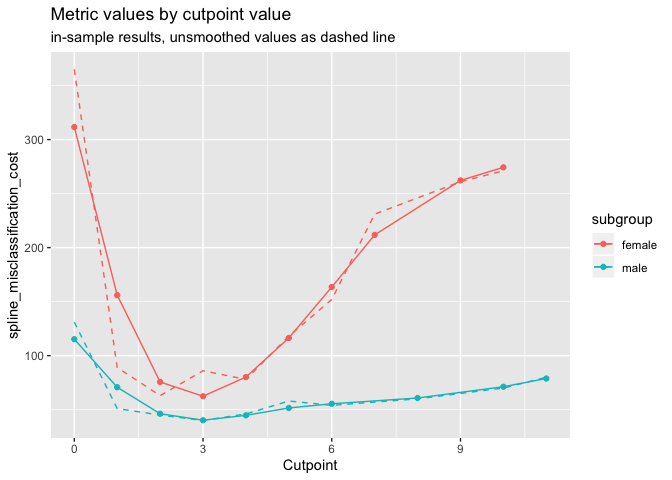 Metric values by cutpoint value
in-sample results, unsmoothed values as dashed line
300
200
100
0 3 6 9
Cutpoint
spline_misclassification_cost
subgroup
female
male